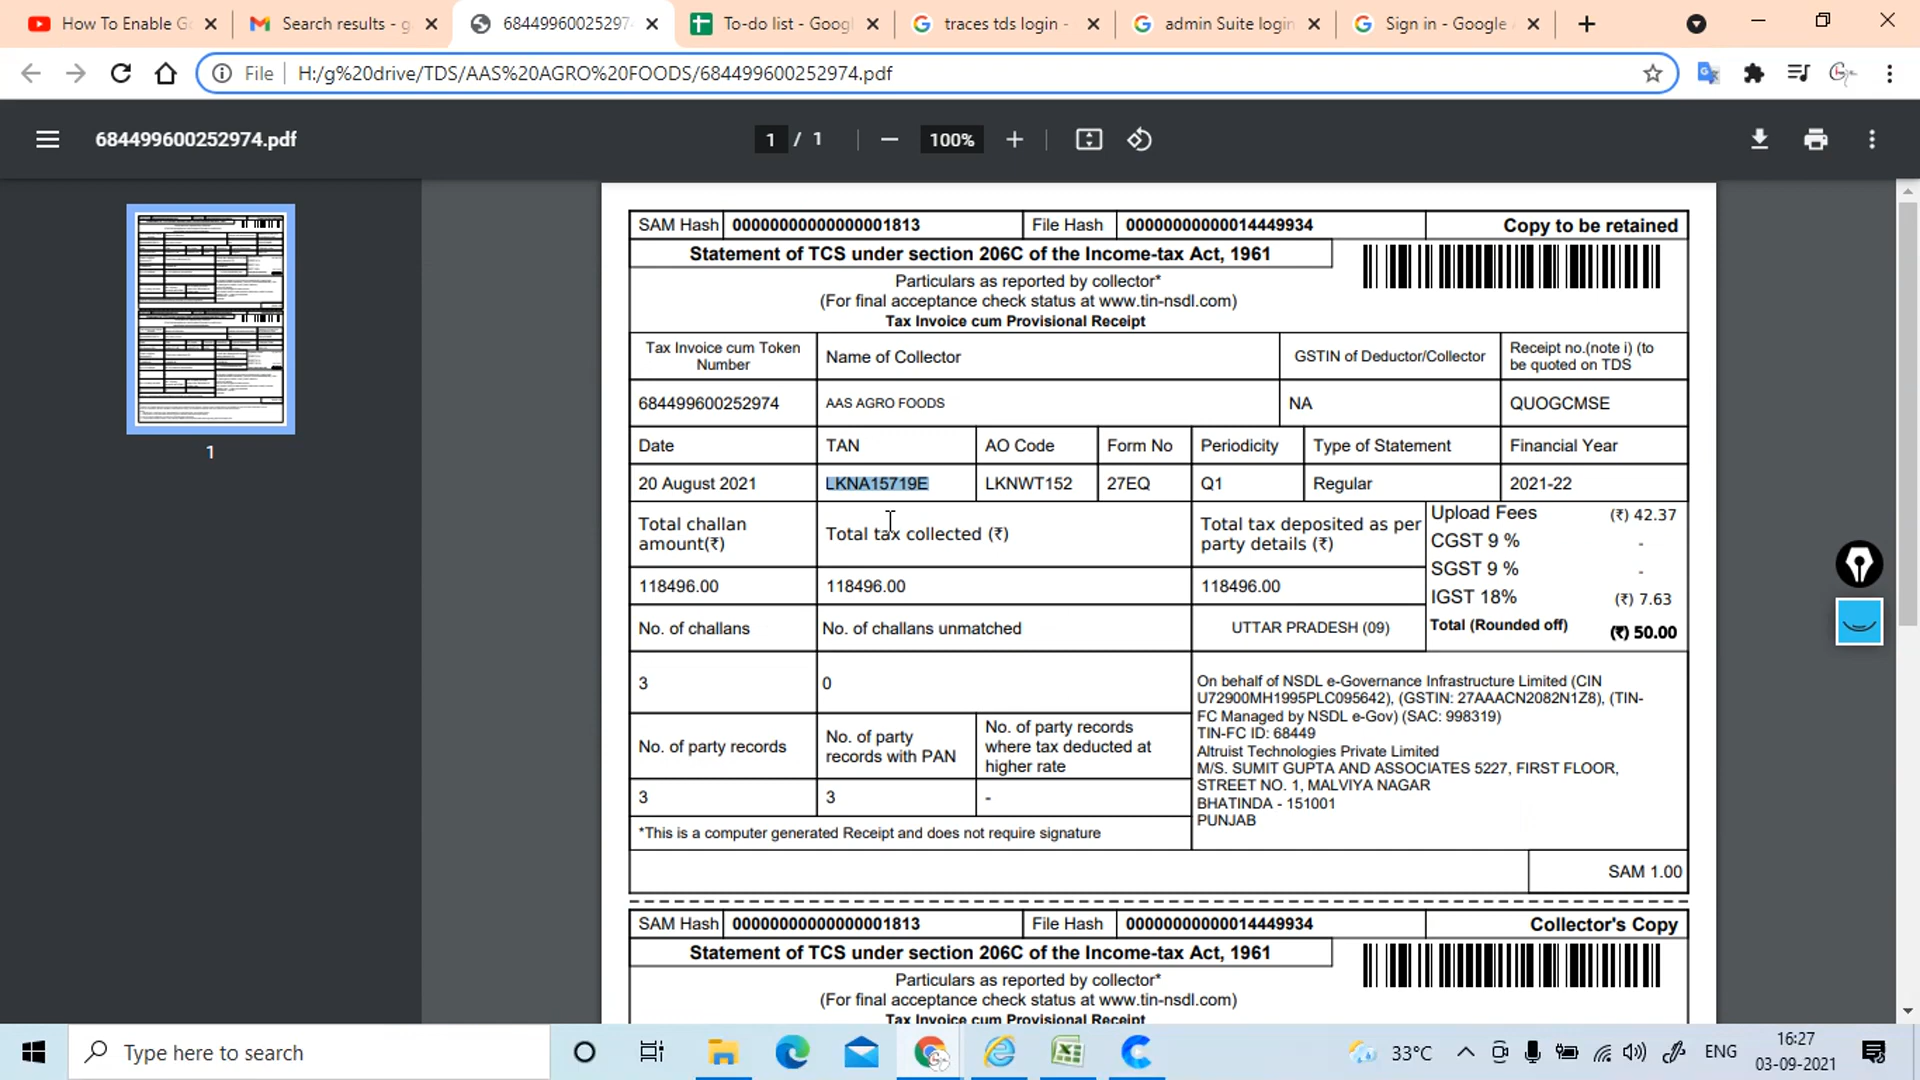 How To Enable G
Search results - g
68449960025297
To-do list - Googl
traces tds login -
admin Suite login
Sign in - Google
File H:/g%20drive/TDS/AAS%20AGRO%20FOODS/684499600252974.pdf
684499600252974.pdf
1 / 1
100%
1
SAM Hash 00000000000000001813 File Hash 00000000000014449934 Copy to be retained
Statement of TCS under section 206C of the Income-tax Act, 1961
Particulars as reported by collector*
(For final acceptance check status at www.tin-nsdl.com)
Tax Invoice cum Provisional Receipt
Tax Invoice cum Token Number
Name of Collector
GSTIN of Deductor/Collector
Receipt no.(note i) (to be quoted on TDS
684499600252974 AAS AGRO FOODS NA QUOGCMSE
Date TAN AO Code Form No Periodicity Type of Statement Financial Year
20 August 2021 LKNA15719E LKNWT152 27EQ Q1 Regular 2021-22
Total challan amount(₹)
Total tax collected (₹)
Total tax deposited as per party details (₹)
Upload Fees (₹) 42.37
CGST 9 % -
SGST 9 % -
IGST 18% (₹) 7.63
Total (Rounded off) (₹) 50.00
118496.00 118496.00 118496.00
No. of challans No. of challans unmatched UTTAR PRADESH (09)
3 0
On behalf of NSDL e-Governance Infrastructure Limited (CIN
U72900MH1995PLC095642), (GSTIN: 27AAACN2082N1Z8), (TIN-
FC Managed by NSDL e-Gov) (SAC: 998319)
TIN-FC ID: 68449
Altruist Technologies Private Limited
M/S. SUMIT GUPTA AND ASSOCIATES 5227, FIRST FLOOR,
STREET NO. 1, MALVIYA NAGAR
BHATINDA - 151001
PUNJAB
No. of party records
No. of party records with PAN
No. of party records where tax deducted at higher rate
3 3 -
*This is a computer generated Receipt and does not require signature
SAM 1.00
SAM Hash 00000000000000001813 File Hash 00000000000014449934 Collector's Copy
Statement of TCS under section 206C of the Income-tax Act, 1961
Particulars as reported by collector*
(For final acceptance check status at www.tin-nsdl.com)
Tax Invoice cum Provisional Receipt
Type here to search
33°C
ENG
16:27
03-09-2021